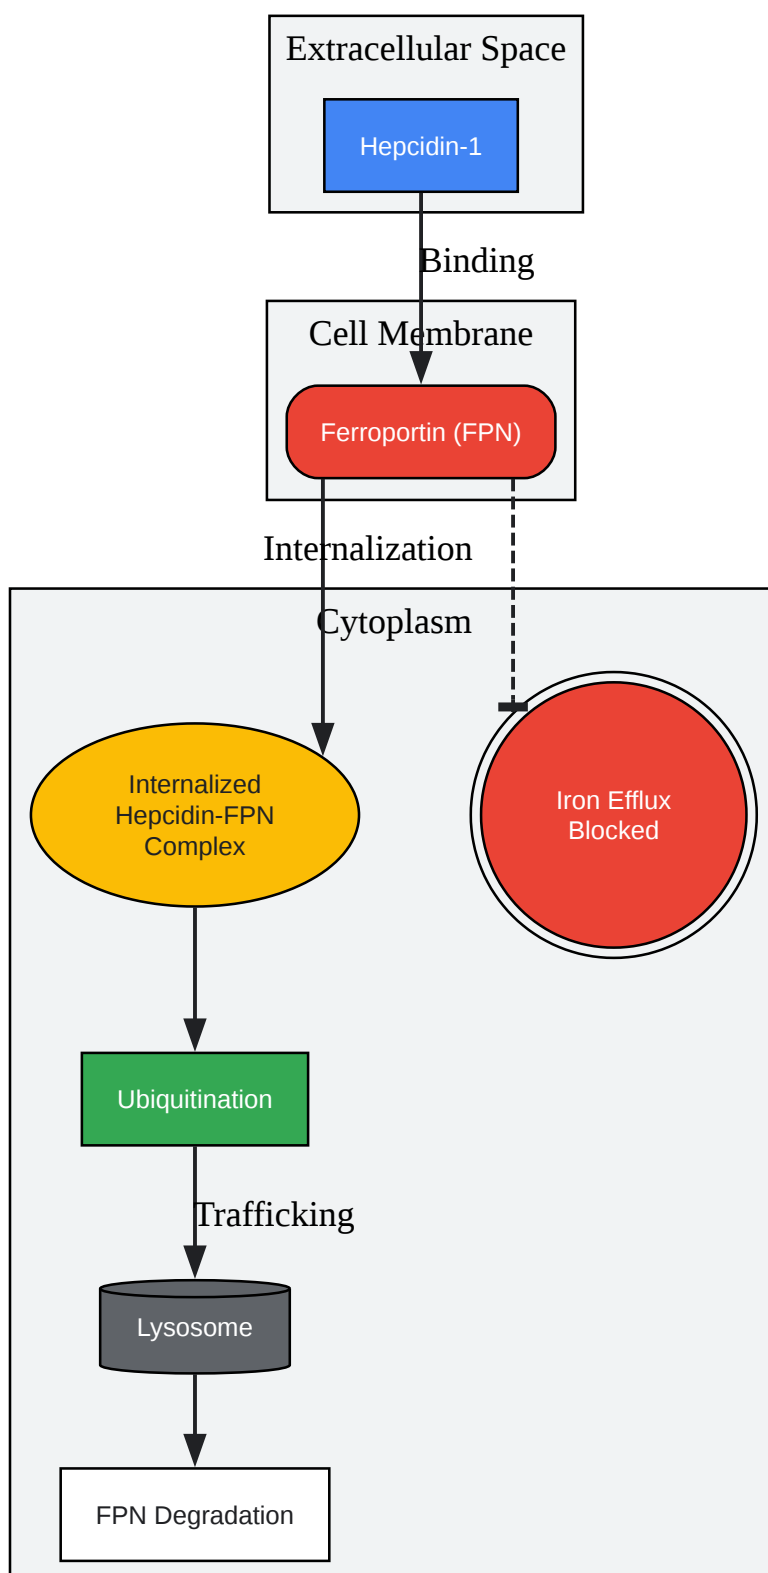 Extracellular Space
Hepcidin-1
Binding
Cell Membrane
Ferroportin (FPN)
Internalization
Cytoplasm
Internalized
Hepcidin-FPN
Complex
Iron Efflux
Blocked
Ubiquitination
Trafficking
Lysosome
FPN Degradation